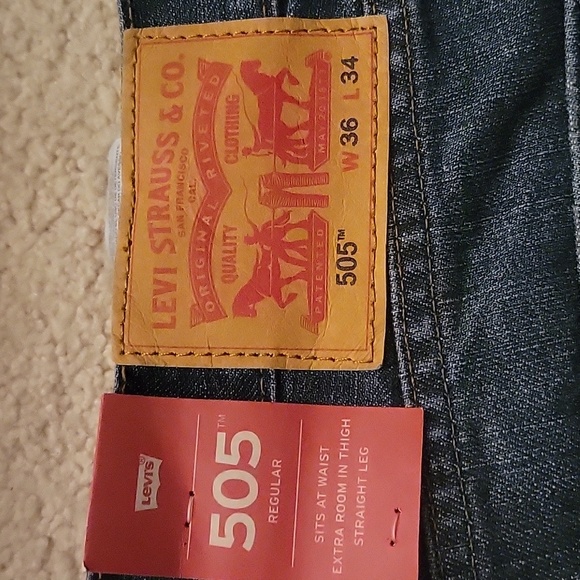 LEVI STRAUSS & CO.
SAN FRANCISCO
CAL.
ORIGINAL RIVETED
QUALITY CLOTHING
PATENTED
505™ W 36 L 34
Levi's®
505™
REGULAR
SITS AT WAIST
EXTRA ROOM IN THIGH
STRAIGHT LEG